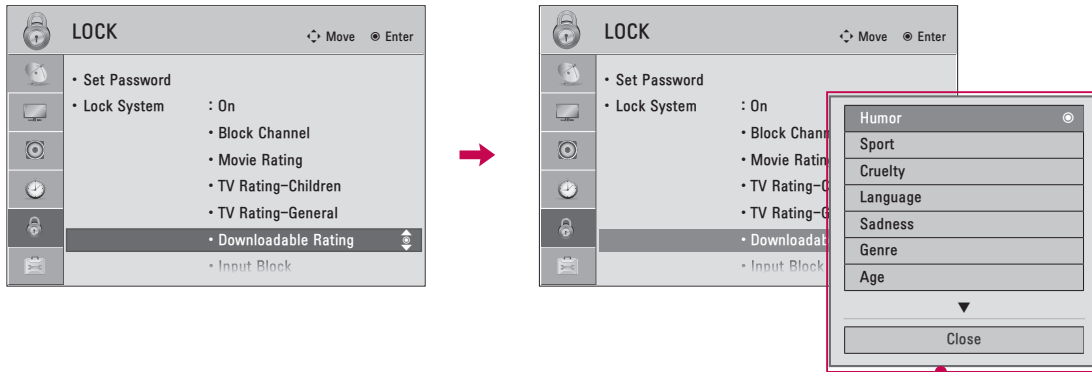 LOCK
Move
Enter
• Set Password
• Lock System : On
• Block Channel
• Movie Rating
• TV Rating-Children
• TV Rating-General
• Downloadable Rating
• Input Block
LOCK
Move
Enter
• Set Password
• Lock System : On
• Block Chann
• Movie Ratin
• TV Rating-C
• TV Rating-G
• Downloadab
• Input Block
Humor
Sport
Cruelty
Language
Sadness
Genre
Age
▼
Close